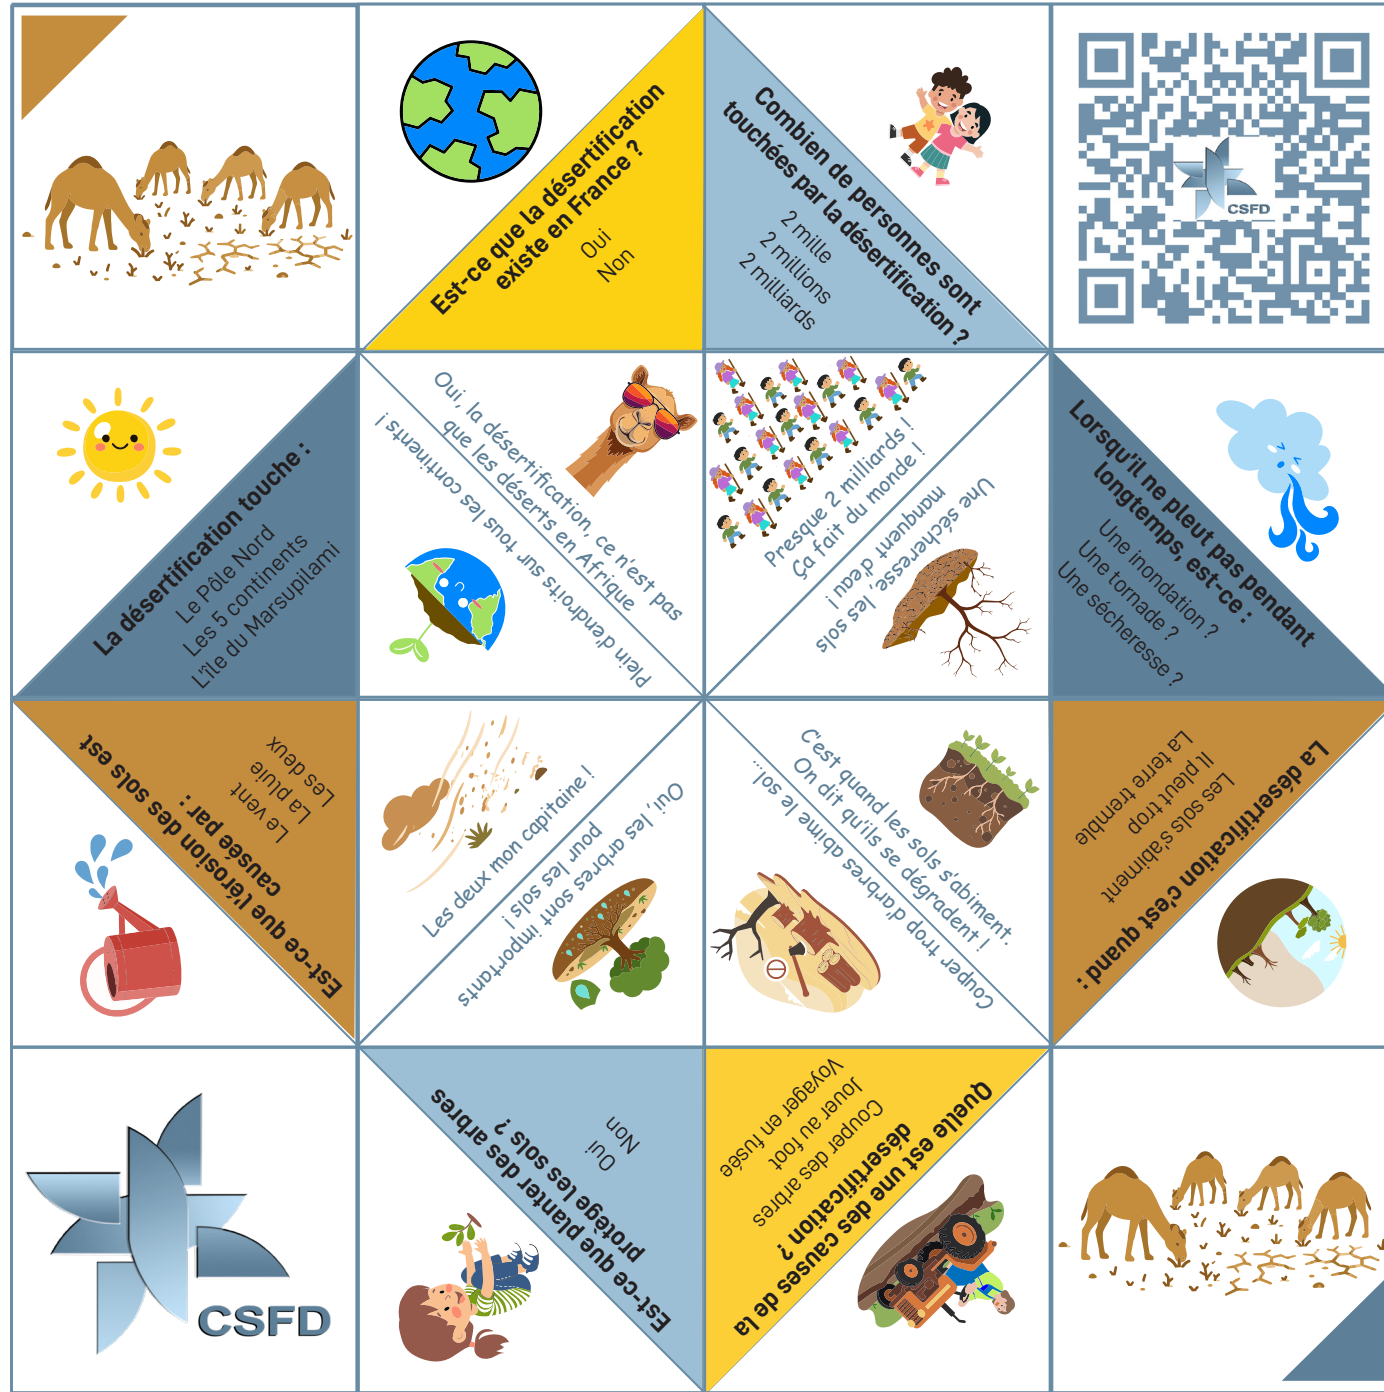 Est-ce que la désertification
existe en France ?
Oui
Non
Combien de personnes sont
touchées par la désertification ?
2 mille
2 millions
2 milliards
CSFD
La désertification touche :
Le Pôle Nord
Les 5 continents
L'île du Marsupilami
Oui, la désertification, ce n'est pas
que les déserts en Afrique
Plein d'endroits sur tous les continents !
Presque 2 milliards !
Ça fait du monde !
Une sécheresse, les sols
manquent d'eau !
Lorsqu'il ne pleut pas pendant
longtemps, est-ce :
Une inondation ?
Une tornade ?
Une sécheresse ?
Est-ce que l'érosion des sols est
causée par :
Le vent
La pluie
Les deux
Les deux mon capitaine !
Oui, les arbres sont importants
pour les sols !
C'est quand les sols s'abiment.
On dit qu'ils se dégradent !
Couper trop d'arbres abime le sol...
La désertification c'est quand :
Les sols s'abiment
Il pleut trop
La terre tremble
CSFD
Est-ce que planter des arbres
protège les sols ?
Oui
Non
Quelle est une des causes de la
désertification ?
Couper des arbres
Jouer au foot
Voyager en fusée